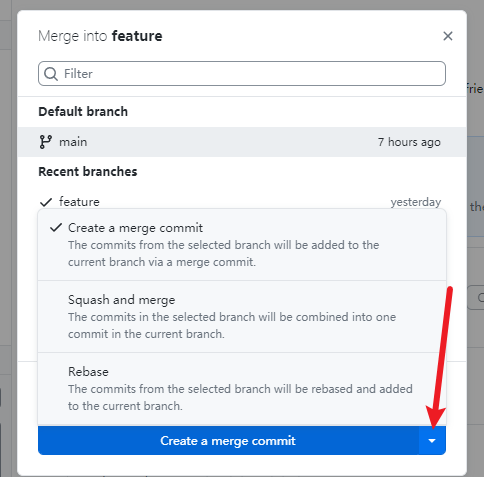 Merge into feature
Filter
Default branch
main 7 hours ago
Recent branches
feature yesterday
Create a merge commit
The commits from the selected branch will be added to the
current branch via a merge commit.
Squash and merge
The commits in the selected branch will be combined into one
commit in the current branch.
Rebase
The commits from the selected branch will be rebased and added
to the current branch.
Create a merge commit